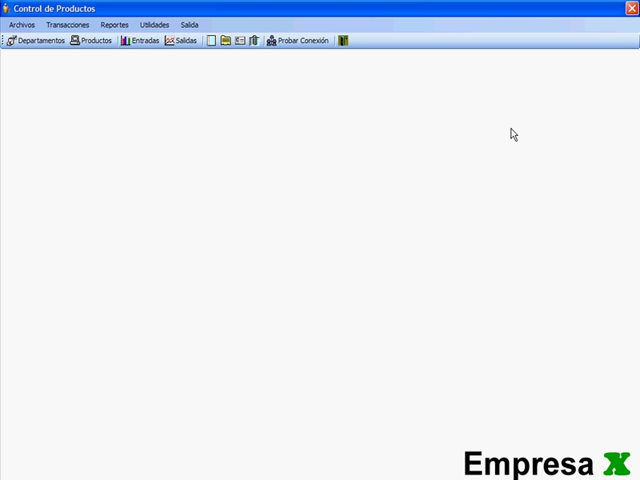 Control de Productos
Archivos Transacciones Reportes Utilidades Salida
Departamentos Productos Entradas Salidas Probar Conexión
Empresa X